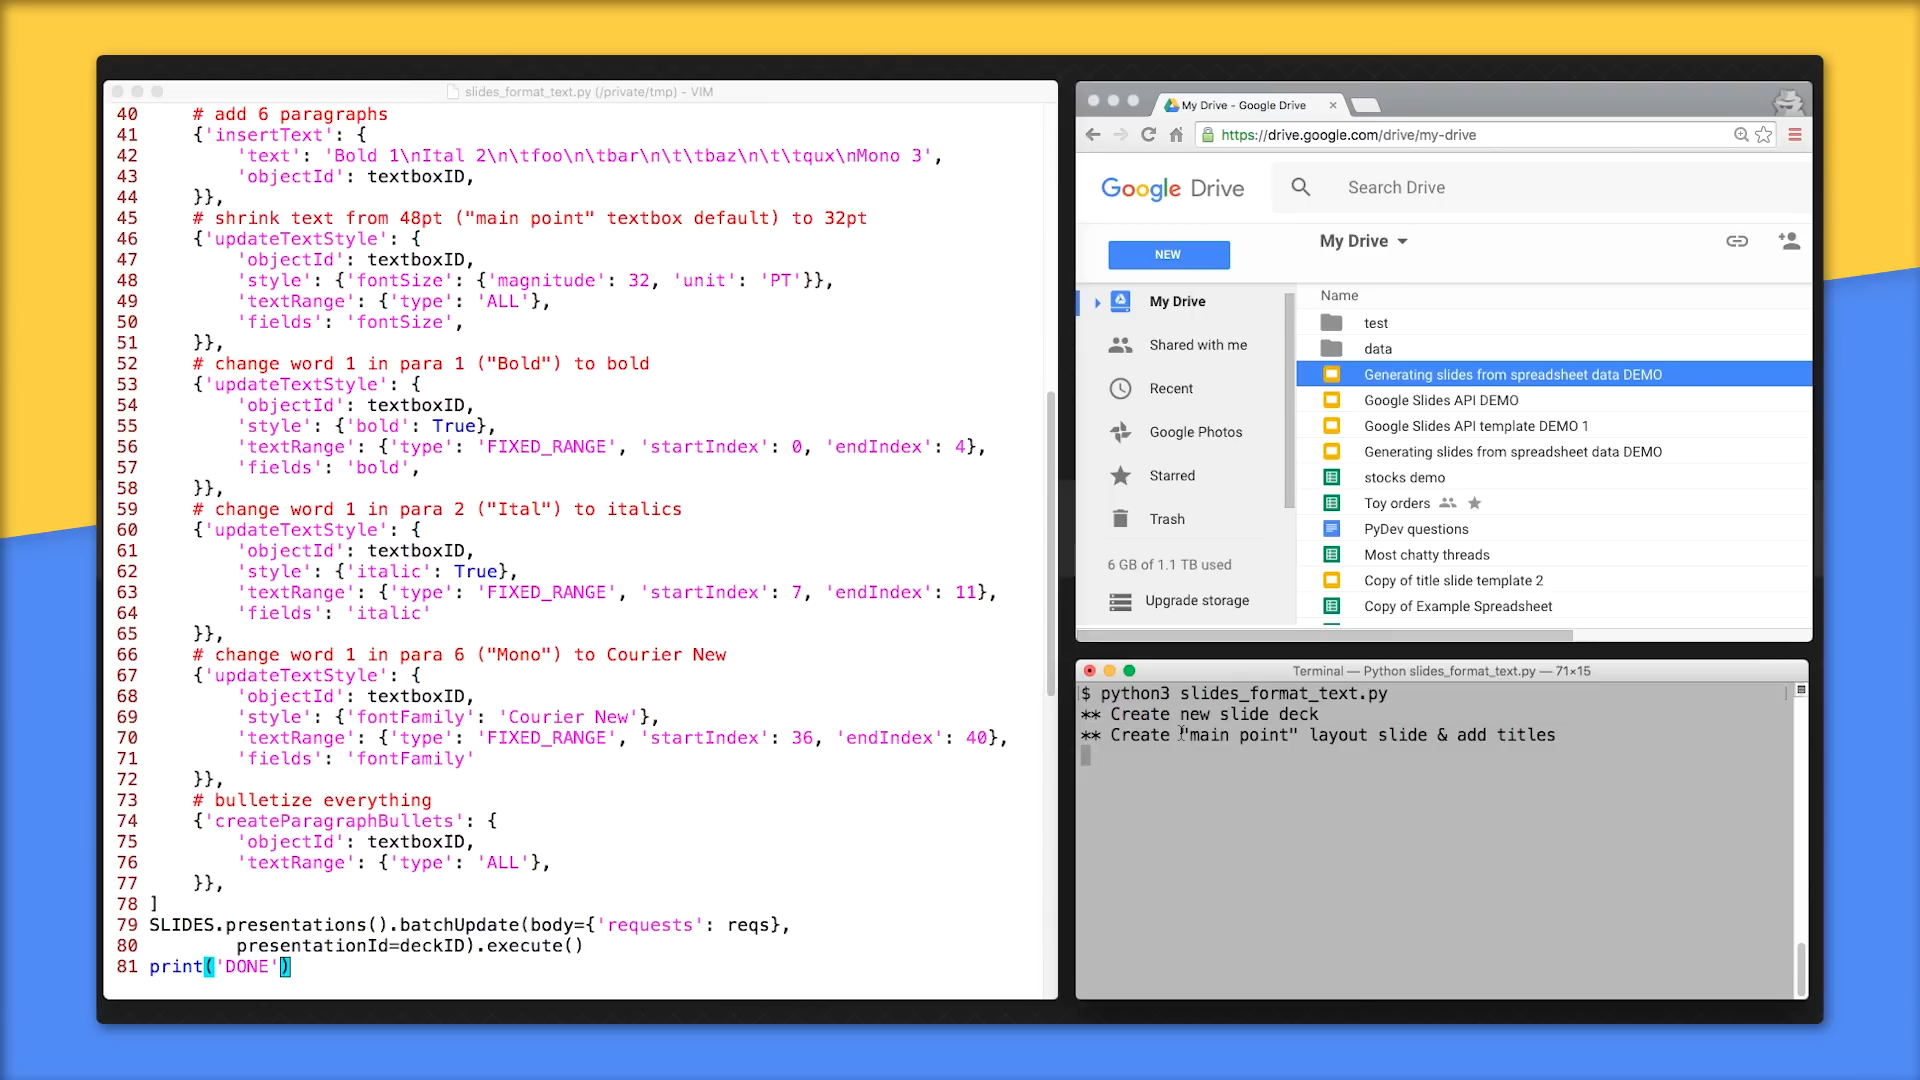 slides_format_text.py (/private/tmp) - VIM
40     # add 6 paragraphs
41     {'insertText': {
42         'text': 'Bold 1\nItal 2\n\tfoo\n\tbar\n\t\tbaz\n\t\tqux\nMono 3',
43         'objectId': textboxID,
44     }},
45     # shrink text from 48pt ("main point" textbox default) to 32pt
46     {'updateTextStyle': {
47         'objectId': textboxID,
48         'style': {'fontSize': {'magnitude': 32, 'unit': 'PT'}},
49         'textRange': {'type': 'ALL'},
50         'fields': 'fontSize',
51     }},
52     # change word 1 in para 1 ("Bold") to bold
53     {'updateTextStyle': {
54         'objectId': textboxID,
55         'style': {'bold': True},
56         'textRange': {'type': 'FIXED_RANGE', 'startIndex': 0, 'endIndex': 4},
57         'fields': 'bold',
58     }},
59     # change word 1 in para 2 ("Ital") to italics
60     {'updateTextStyle': {
61         'objectId': textboxID,
62         'style': {'italic': True},
63         'textRange': {'type': 'FIXED_RANGE', 'startIndex': 7, 'endIndex': 11},
64         'fields': 'italic'
65     }},
66     # change word 1 in para 6 ("Mono") to Courier New
67     {'updateTextStyle': {
68         'objectId': textboxID,
69         'style': {'fontFamily': 'Courier New'},
70         'textRange': {'type': 'FIXED_RANGE', 'startIndex': 36, 'endIndex': 40},
71         'fields': 'fontFamily'
72     }},
73     # bulletize everything
74     {'createParagraphBullets': {
75         'objectId': textboxID,
76         'textRange': {'type': 'ALL'},
77     }},
78 ]
79 SLIDES.presentations().batchUpdate(body={'requests': reqs},
80         presentationId=deckID).execute()
81 print('DONE')
My Drive - Google Drive
https://drive.google.com/drive/my-drive
Google Drive
Search Drive
NEW
My Drive
My Drive
Shared with me
Recent
Google Photos
Starred
Trash
6 GB of 1.1 TB used
Upgrade storage
Name
test
data
Generating slides from spreadsheet data DEMO
Google Slides API DEMO
Google Slides API template DEMO 1
Generating slides from spreadsheet data DEMO
stocks demo
Toy orders
PyDev questions
Most chatty threads
Copy of title slide template 2
Copy of Example Spreadsheet
Terminal — Python slides_format_text.py — 71×15
$ python3 slides_format_text.py
** Create new slide deck
** Create "main point" layout slide & add titles